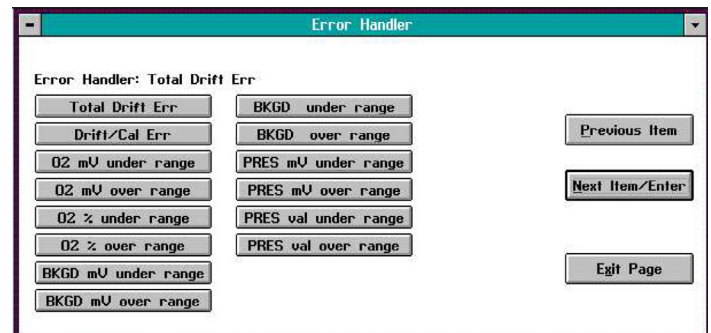 Error Handler
Error Handler: Total Drift Err
Total Drift Err
Drift/Cal Err
O2 mV under range
O2 mV over range
O2 % under range
O2 % over range
BKGD mV under range
BKGD mV over range
BKGD under range
BKGD over range
PRES mV under range
PRES mV over range
PRES val under range
PRES val over range
Previous Item
Next Item/Enter
Exit Page